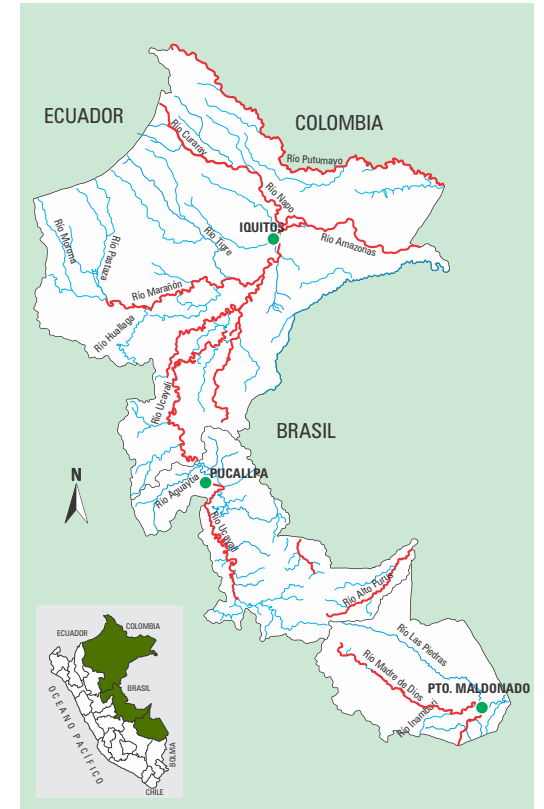 ECUADOR
COLOMBIA
Río Curaray
Río Putumayo
Río Napo
IQUITOS
Río Amazonas
Río Tigre
Río Morona
Río Pastaza
Río Marañón
Río Huallaga
Río Ucayali
BRASIL
N
PUCALLPA
Río Aguaytía
Río Ucayali
Río Alto Purús
Río Las Piedras
Río Madre de Dios
PTO. MALDONADO
Río Inambari
COLOMBIA
ECUADOR
BRASIL
OCEANO PACÍFICO
BOLIVIA
CHILE